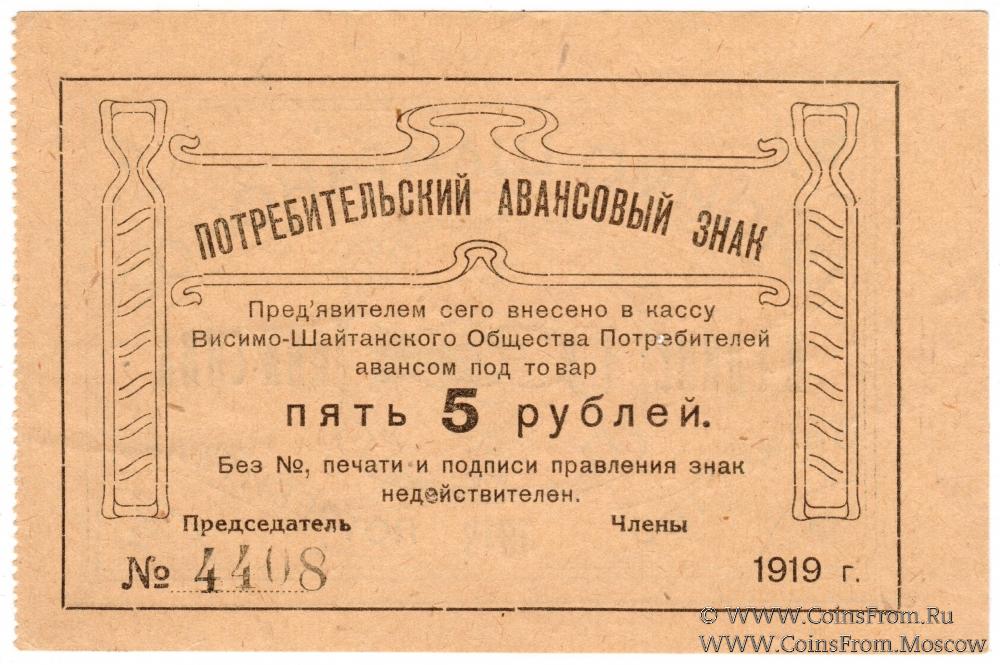 ПОТРЕБИТЕЛЬСКИЙ АВАНСОВЫЙ ЗНАК
Пред'явителем сего внесено в кассу
Висимо-Шайтанского Общества Потребителей
авансом под товар
пять 5 рублей.
Без №, печати и подписи правления знак
недействителен.
Председатель Члены
№ 4408 1919 г.
© WWW.CoinsFrom.Ru
WWW.CoinsFrom.Moscow